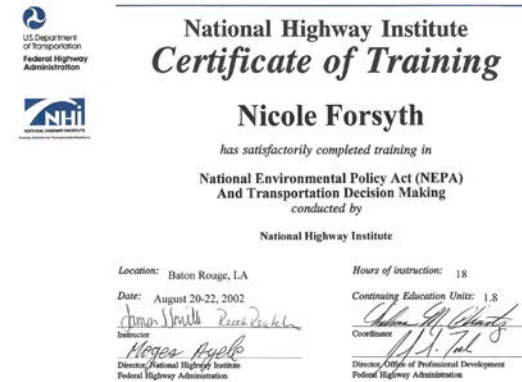 U.S. Department
of Transportation
Federal Highway
Administration
NHI
NATIONAL HIGHWAY INSTITUTE
National Highway Institute
Certificate of Training
Nicole Forsyth
has satisfactorily completed training in
National Environmental Policy Act (NEPA)
And Transportation Decision Making
conducted by
National Highway Institute
Location: Baton Rouge, LA
Hours of instruction: 18
Date: August 20-22, 2002
Continuing Education Units: 1.8
Instructor
Coordinator
Moges Ayele
Director, National Highway Institute
Federal Highway Administration
Director, Office of Professional Development
Federal Highway Administration